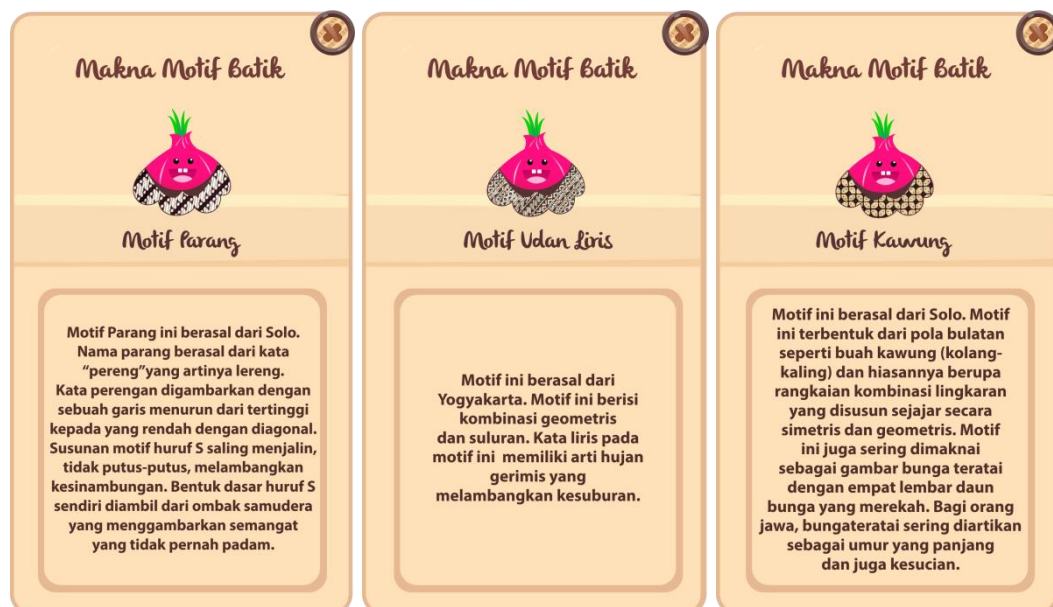 Makna Motif Batik
Motif Parang
Motif Parang ini berasal dari Solo.
Nama parang berasal dari kata
“pereng”yang artinya lereng.
Kata perengan digambarkan dengan
sebuah garis menurun dari tertinggi
kepada yang rendah dengan diagonal.
Susunan motif huruf S saling menjalin,
tidak putus-putus, melambangkan
kesinambungan. Bentuk dasar huruf S
sendiri diambil dari ombak samudera
yang menggambarkan semangat
yang tidak pernah padam.
Makna Motif Batik
Motif Udan Liris
Motif ini berasal dari
Yogyakarta. Motif ini berisi
kombinasi geometris
dan suluran. Kata liris pada
motif ini memiliki arti hujan
gerimis yang
melambangkan kesuburan.
Makna Motif Batik
Motif Kawung
Motif ini berasal dari Solo. Motif
ini terbentuk dari pola bulatan
seperti buah kawung (kolang-
kaling) dan hiasannya berupa
rangkaian kombinasi lingkaran
yang disusun sejajar secara
simetris dan geometris. Motif
ini juga sering dimaknai
sebagai gambar bunga teratai
dengan empat lembar daun
bunga yang merekah. Bagi orang
jawa, bungateratai sering diartikan
sebagai umur yang panjang
dan juga kesucian.